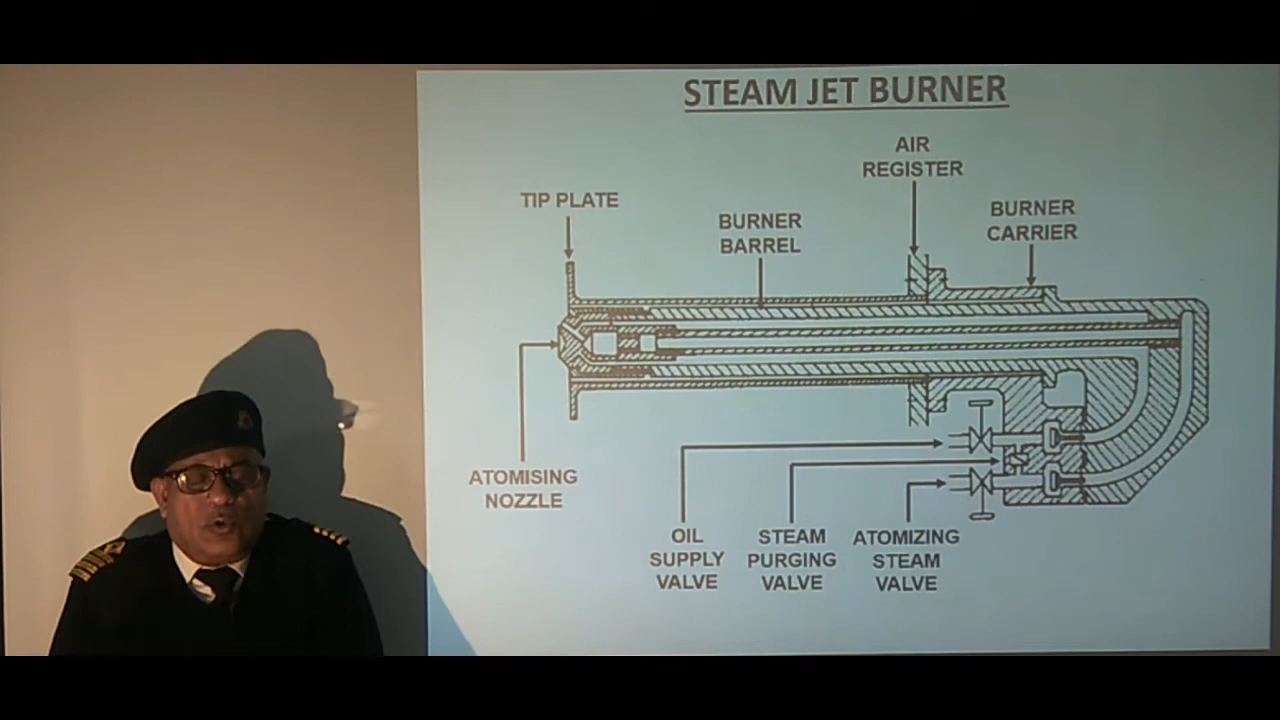 STEAM JET BURNER
AIR
REGISTER
TIP PLATE
BURNER
BARREL
BURNER
CARRIER
ATOMISING
NOZZLE
OIL
SUPPLY
VALVE
STEAM
PURGING
VALVE
ATOMIZING
STEAM
VALVE